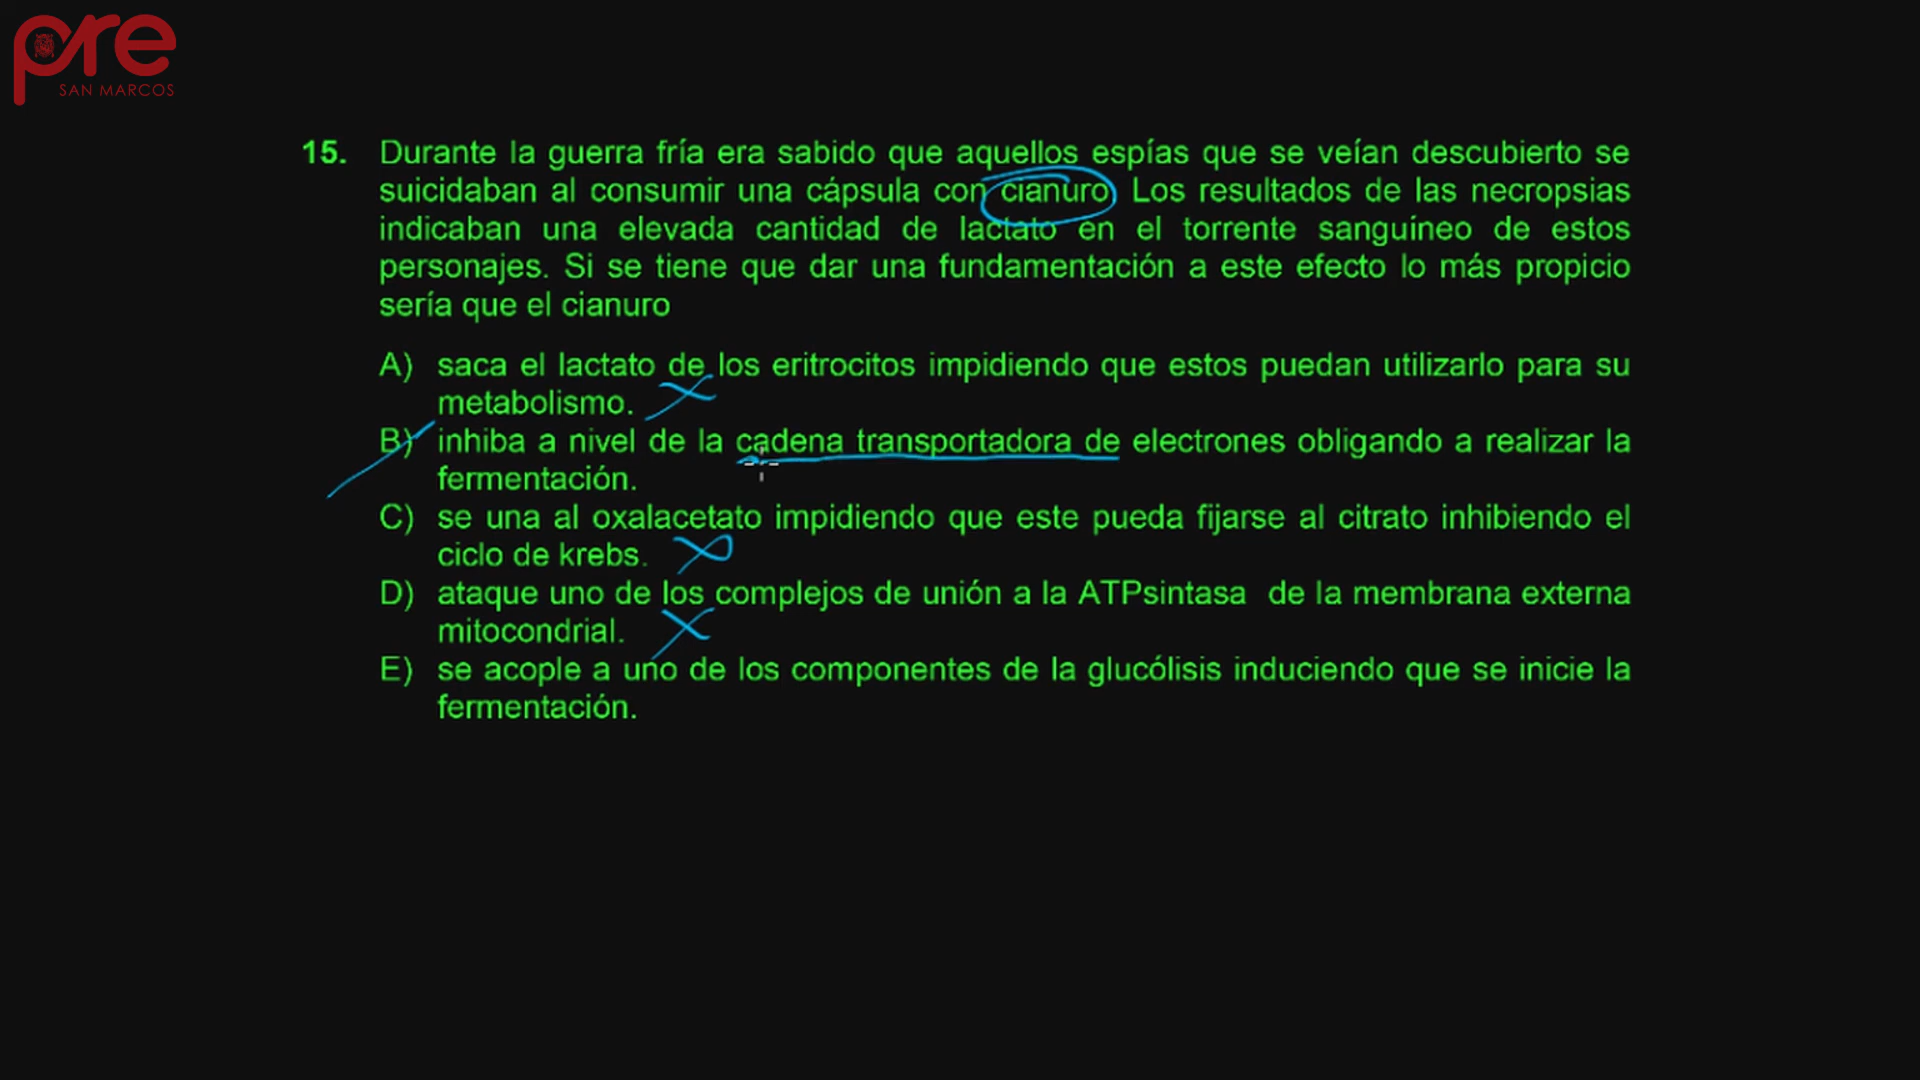 pre
SAN MARCOS
15. Durante la guerra fría era sabido que aquellos espías que se veían descubierto se
suicidaban al consumir una cápsula con cianuro. Los resultados de las necropsias
indicaban una elevada cantidad de lactato en el torrente sanguíneo de estos
personajes. Si se tiene que dar una fundamentación a este efecto lo más propicio
sería que el cianuro
A) saca el lactato de los eritrocitos impidiendo que estos puedan utilizarlo para su
metabolismo.
B) inhiba a nivel de la cadena transportadora de electrones obligando a realizar la
fermentación.
C) se una al oxalacetato impidiendo que este pueda fijarse al citrato inhibiendo el
ciclo de krebs.
D) ataque uno de los complejos de unión a la ATPsintasa de la membrana externa
mitocondrial.
E) se acople a uno de los componentes de la glucólisis induciendo que se inicie la
fermentación.